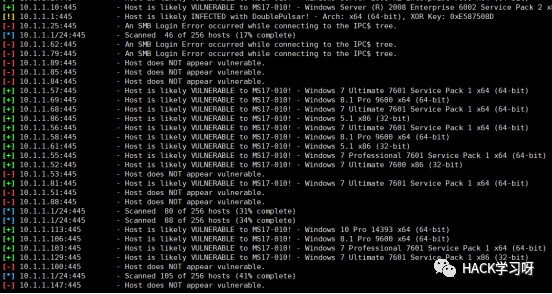 [+] 10.1.1.10:445 - Host is likely VULNERABLE to MS17-010! - Windows Server (R) 2008 Enterprise 6002 Service Pack 2 x
[!] 10.1.1.1:445 - Host is likely INFECTED with DoublePulsar! - Arch: x64 (64-bit), XOR Key: 0xE587508D
[-] 10.1.1.25:445 - An SMB Login Error occurred while connecting to the IPC$ tree.
[*] 10.1.1.1/24:445 - Scanned 46 of 256 hosts (17% complete)
[-] 10.1.1.62:445 - An SMB Login Error occurred while connecting to the IPC$ tree.
[-] 10.1.1.79:445 - An SMB Login Error occurred while connecting to the IPC$ tree.
[-] 10.1.1.89:445 - Host does NOT appear vulnerable.
[-] 10.1.1.85:445 - Host does NOT appear vulnerable.
[-] 10.1.1.84:445 - Host does NOT appear vulnerable.
[+] 10.1.1.57:445 - Host is likely VULNERABLE to MS17-010! - Windows 7 Ultimate 7601 Service Pack 1 x64 (64-bit)
[+] 10.1.1.69:445 - Host is likely VULNERABLE to MS17-010! - Windows 8.1 Pro 9600 x64 (64-bit)
[+] 10.1.1.68:445 - Host is likely VULNERABLE to MS17-010! - Windows 7 Ultimate 7601 Service Pack 1 x64 (64-bit)
[+] 10.1.1.86:445 - Host is likely VULNERABLE to MS17-010! - Windows 5.1 x86 (32-bit)
[+] 10.1.1.56:445 - Host is likely VULNERABLE to MS17-010! - Windows 7 Ultimate 7601 Service Pack 1 x64 (64-bit)
[+] 10.1.1.58:445 - Host is likely VULNERABLE to MS17-010! - Windows 8.1 Pro 9600 x64 (64-bit)
[+] 10.1.1.61:445 - Host is likely VULNERABLE to MS17-010! - Windows 5.1 x86 (32-bit)
[+] 10.1.1.55:445 - Host is likely VULNERABLE to MS17-010! - Windows 7 Professional 7601 Service Pack 1 x64 (64-bit)
[+] 10.1.1.52:445 - Host is likely VULNERABLE to MS17-010! - Windows 7 Ultimate 7600 x86 (32-bit)
[-] 10.1.1.53:445 - Host does NOT appear vulnerable.
[+] 10.1.1.81:445 - Host is likely VULNERABLE to MS17-010! - Windows 7 Ultimate 7601 Service Pack 1 x64 (64-bit)
[-] 10.1.1.51:445 - Host does NOT appear vulnerable.
[-] 10.1.1.88:445 - Host does NOT appear vulnerable.
[*] 10.1.1.1/24:445 - Scanned 80 of 256 hosts (31% complete)
[*] 10.1.1.1/24:445 - Scanned 88 of 256 hosts (34% complete)
[+] 10.1.1.113:445 - Host is likely VULNERABLE to MS17-010! - Windows 10 Pro 14393 x64 (64-bit)
[+] 10.1.1.106:445 - Host is likely VULNERABLE to MS17-010! - Windows 8.1 Pro 9600 x64 (64-bit)
[+] 10.1.1.103:445 - Host is likely VULNERABLE to MS17-010! - Windows 7 Professional 7601 Service Pack 1 x64 (64-bit)
[+] 10.1.1.129:445 - Host is likely VULNERABLE to MS17-010! - Windows 7 Ultimate 7601 Service Pack 1 x86 (32-bit)
[-] 10.1.1.100:445 - Host does NOT appear vulnerable.
[*] 10.1.1.1/24:445 - Scanned 105 of 256 hosts (41% complete)
[-] 10.1.1.147:445 - Host does NOT appear vulnerable.
HACK学习呀